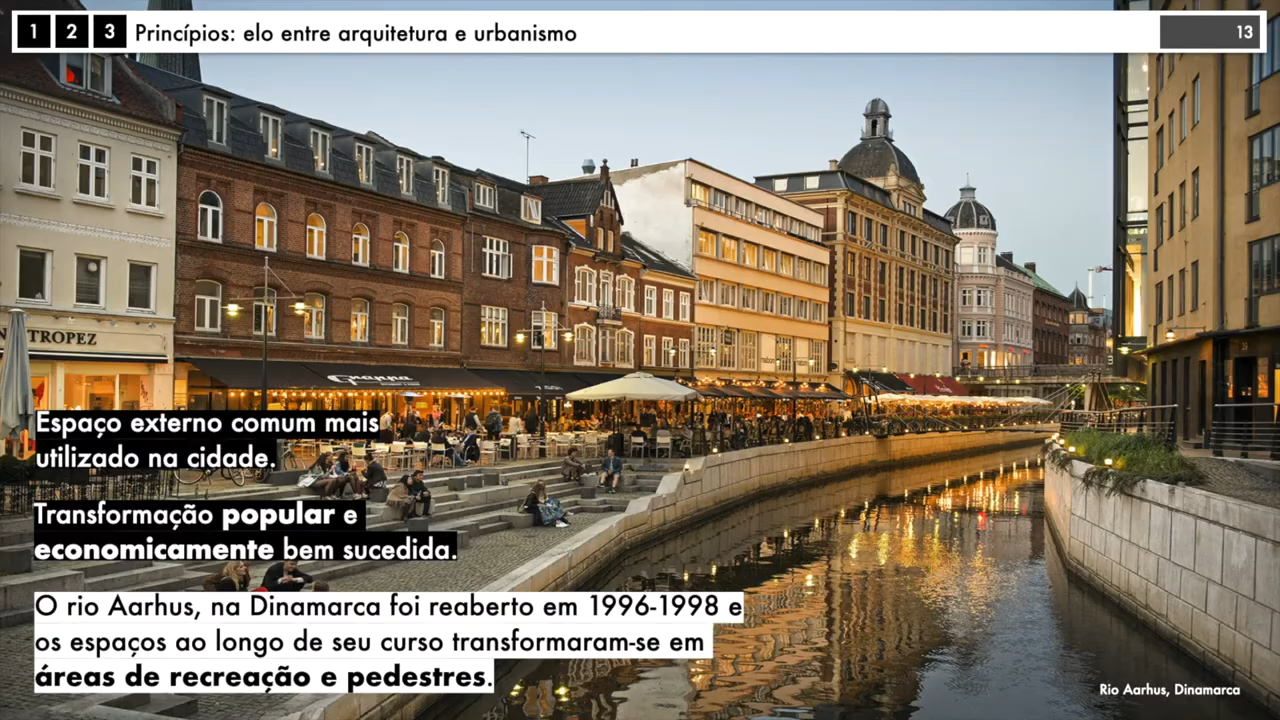 1 2 3 Princípios: elo entre arquitetura e urbanismo 13
TROPEZ
Grappa
Espaço externo comum mais
utilizado na cidade.
Transformação popular e
economicamente bem sucedida.
O rio Aarhus, na Dinamarca foi reaberto em 1996-1998 e
os espaços ao longo de seu curso transformaram-se em
áreas de recreação e pedestres.
Rio Aarhus, Dinamarca